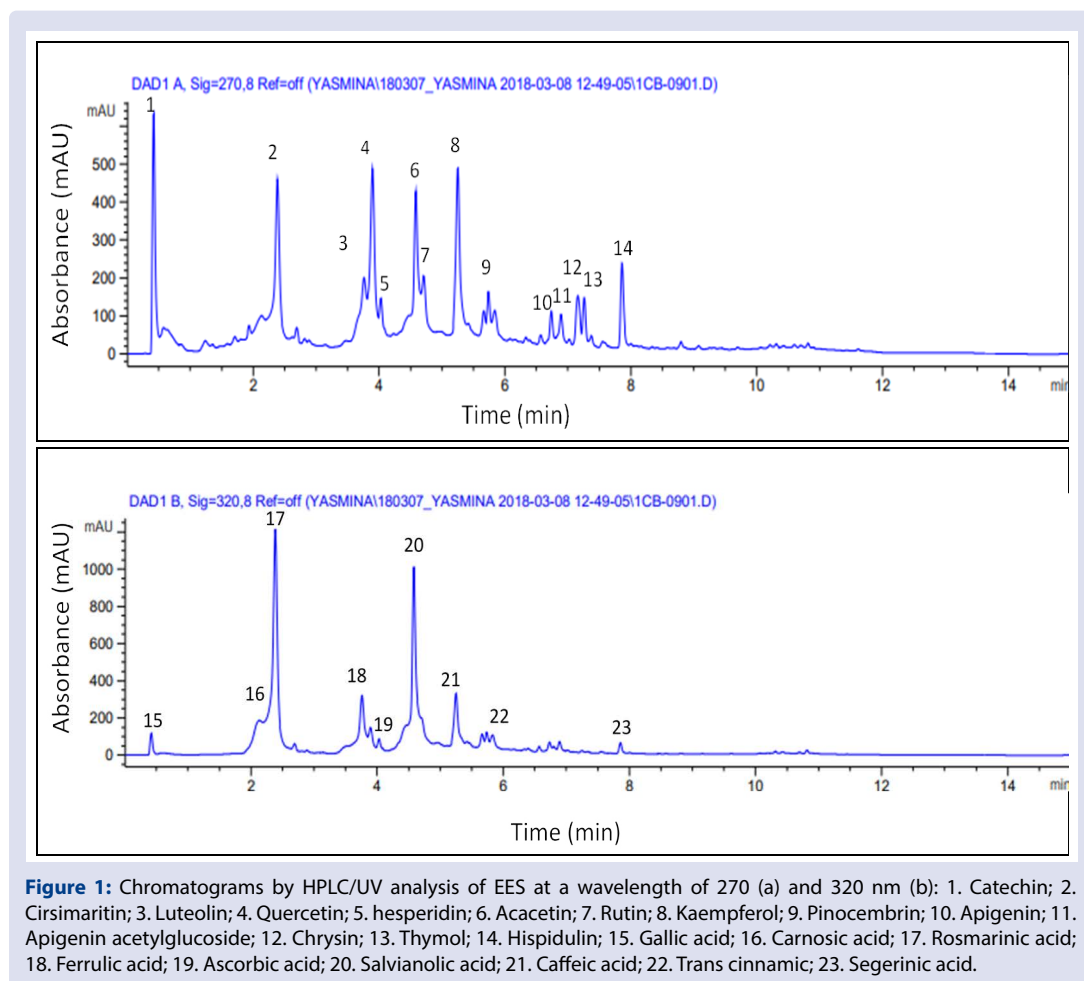 DAD1 A, Sig=270,8 Ref=off (YASMINA\180307_YASMINA 2018-03-08 12-49-05\1CB-0901.D)
mAU
1
2
3
4
5
6
7
8
9
10
11
12
13
14
500
400
300
200
100
0
Absorbance (mAU)
2 4 6 8 10 12 14 min
Time (min)
DAD1 B, Sig=320,8 Ref=off (YASMINA\180307_YASMINA 2018-03-08 12-49-05\1CB-0901.D)
mAU
15
16
17
18
19
20
21
22
23
1000
800
600
400
200
0
Absorbance (mAU)
2 4 6 8 10 12 14 min
Time (min)
Figure 1: Chromatograms by HPLC/UV analysis of EES at a wavelength of 270 (a) and 320 nm (b): 1. Catechin; 2.
Cirsimaritin; 3. Luteolin; 4. Quercetin; 5. hesperidin; 6. Acacetin; 7. Rutin; 8. Kaempferol; 9. Pinocembrin; 10. Apigenin; 11.
Apigenin acetylglucoside; 12. Chrysin; 13. Thymol; 14. Hispidulin; 15. Gallic acid; 16. Carnosic acid; 17. Rosmarinic acid;
18. Ferrulic acid; 19. Ascorbic acid; 20. Salvianolic acid; 21. Caffeic acid; 22. Trans cinnamic; 23. Segerinic acid.